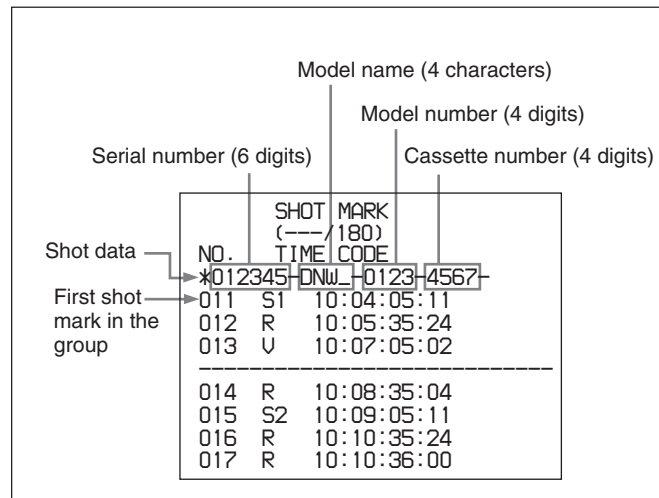 Model name (4 characters)
Model number (4 digits)
Serial number (6 digits)
Cassette number (4 digits)
SHOT MARK
(---/180)
NO. TIME CODE
Shot data
*012345-DNW_-0123-4567-
First shot
mark in the
group
011 S1 10:04:05:11
012 R 10:05:35:24
013 V 10:07:05:02
------------------------------
014 R 10:08:35:04
015 S2 10:09:05:11
016 R 10:10:35:24
017 R 10:10:36:00